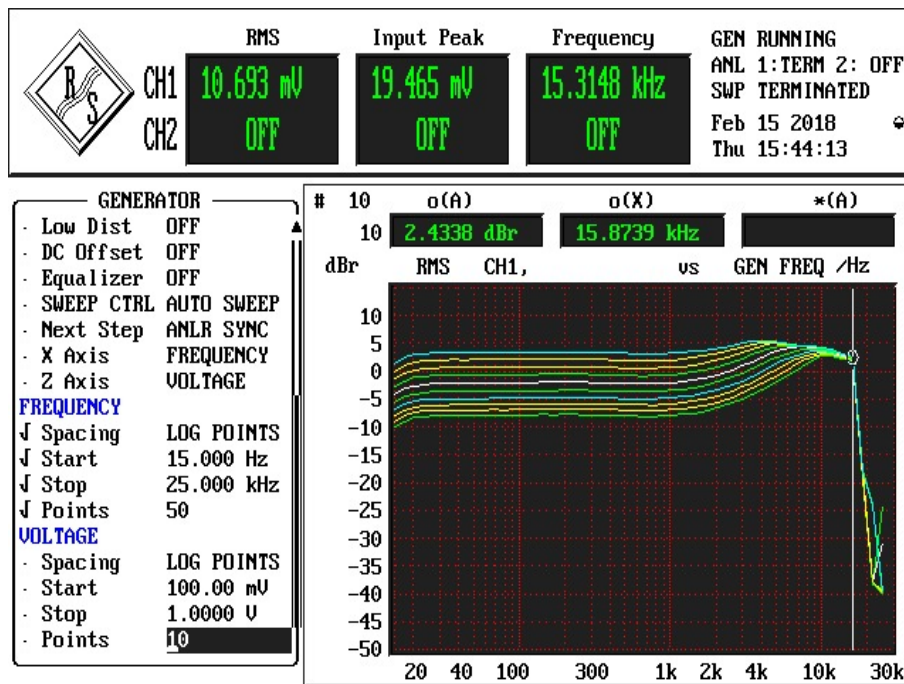 RMS Input Peak Frequency GEN RUNNING
R S CH1 10.693 mV 19.465 mV 15.3148 kHz ANL 1:TERM 2: OFF
SWP TERMINATED
CH2 OFF OFF OFF Feb 15 2018
Thu 15:44:13
GENERATOR
· Low Dist OFF
· DC Offset OFF
· Equalizer OFF
· SWEEP CTRL AUTO SWEEP
· Next Step ANLR SYNC
· X Axis FREQUENCY
· Z Axis VOLTAGE
FREQUENCY
√ Spacing LOG POINTS
√ Start 15.000 Hz
√ Stop 25.000 kHz
√ Points 50
VOLTAGE
· Spacing LOG POINTS
· Start 100.00 mV
· Stop 1.0000 V
· Points 10
# 10 o(A) o(X) *(A)
10 2.4338 dBr 15.8739 kHz
dBr RMS CH1, vs GEN FREQ /Hz
10
5
0
-5
-10
-15
-20
-25
-30
-35
-40
-45
-50
20 40 100 300 1k 2k 4k 10k 30k